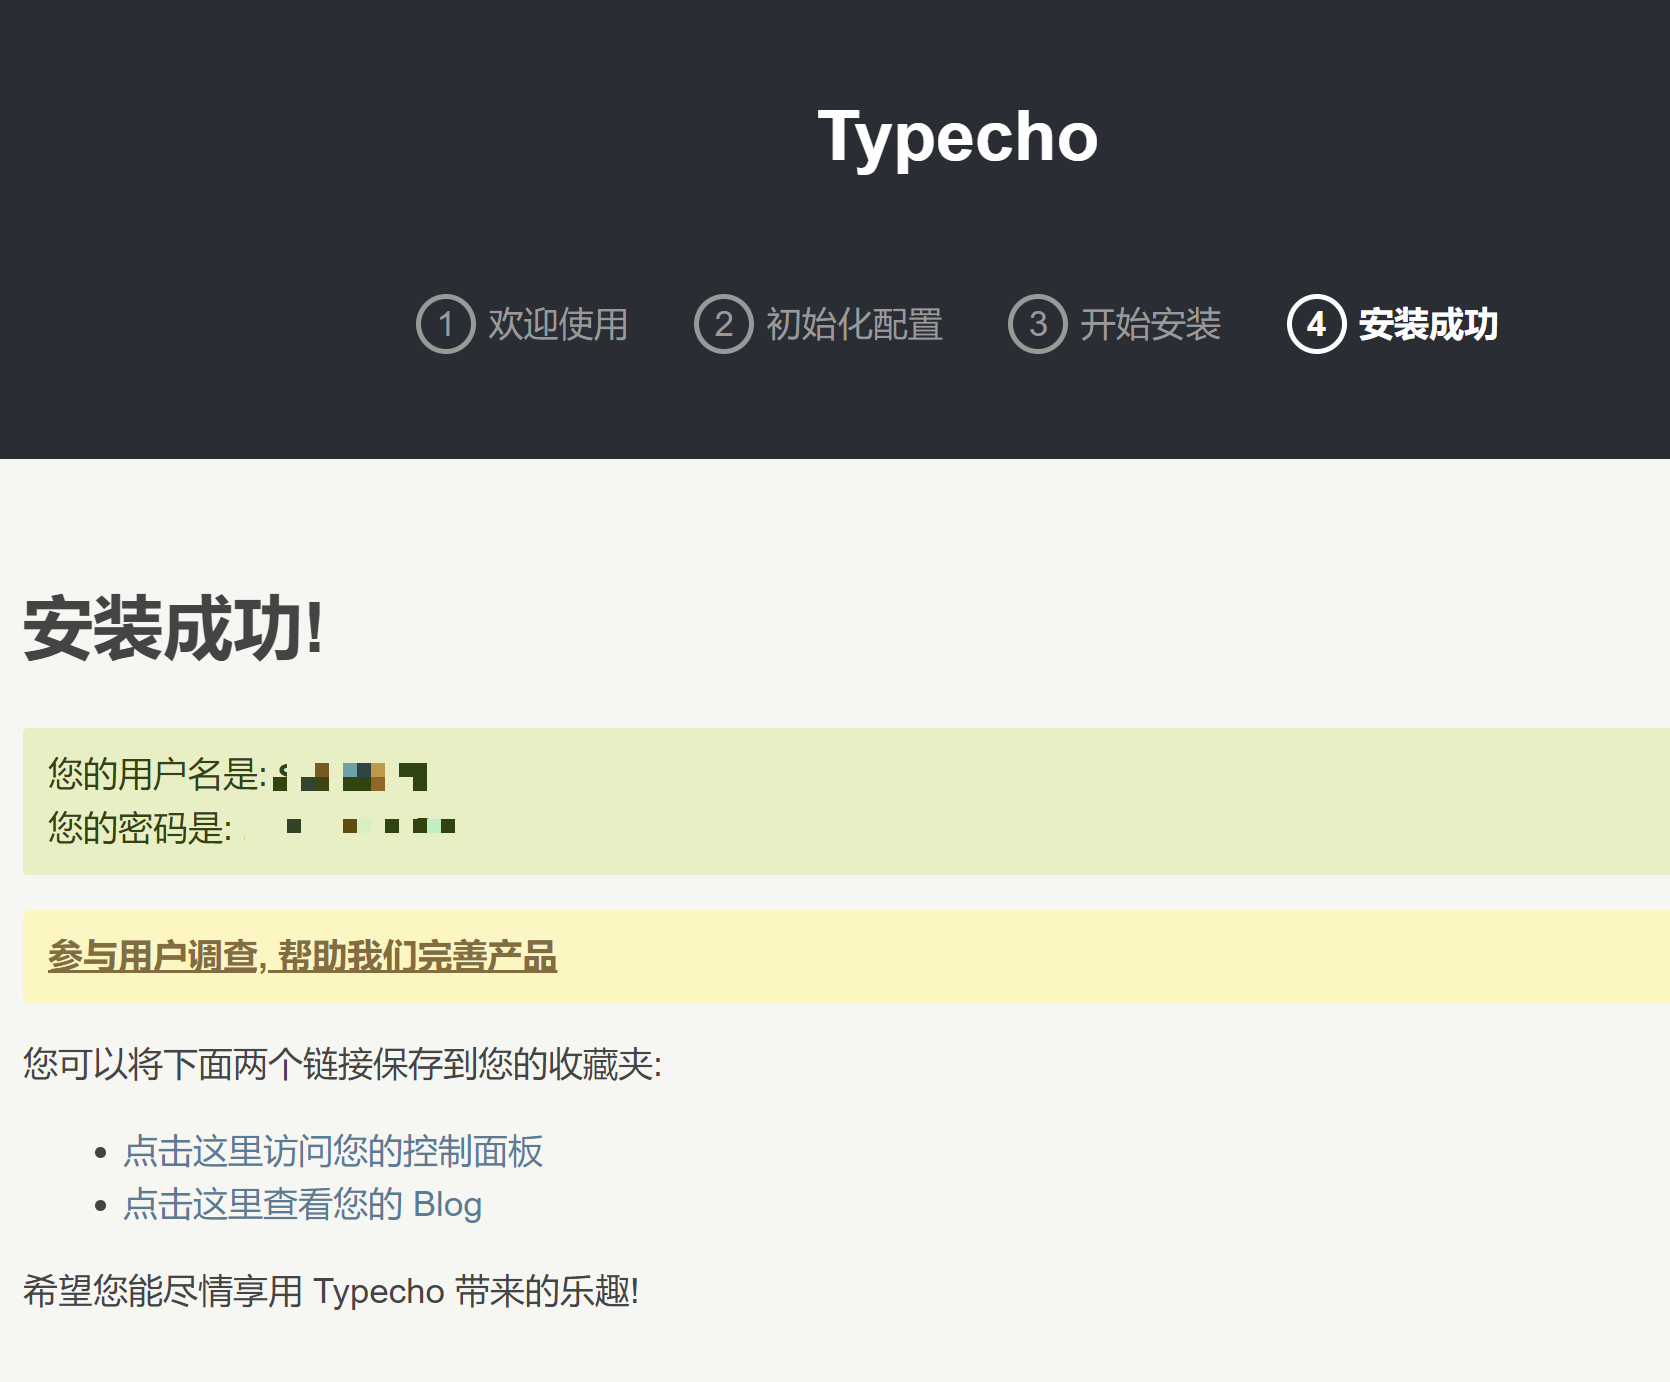 Typecho
1 欢迎使用
2 初始化配置
3 开始安装
4 安装成功
安装成功!
您的用户名是:
您的密码是:
参与用户调查, 帮助我们完善产品
您可以将下面两个链接保存到您的收藏夹:
点击这里访问您的控制面板
点击这里查看您的 Blog
希望您能尽情享用 Typecho 带来的乐趣!